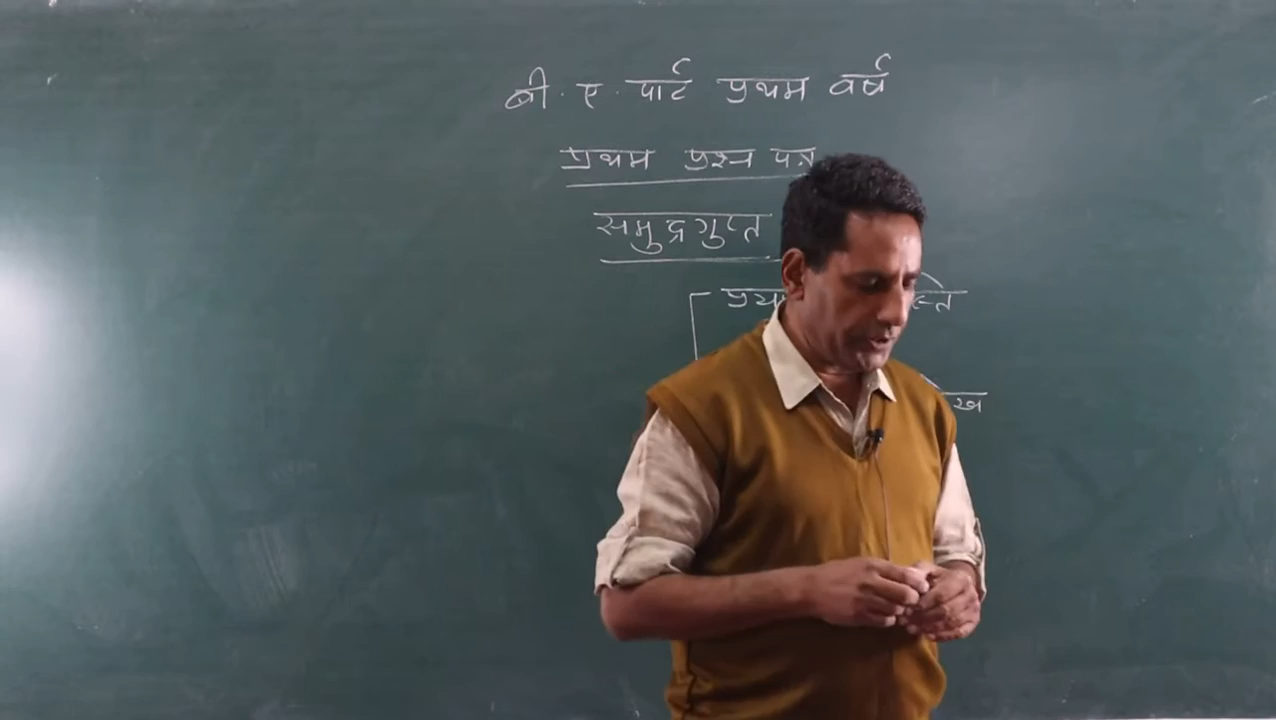 बी. ए. पार्ट प्रथम वर्ष
प्रथम प्रश्न पत्र
समुद्रगुप्त